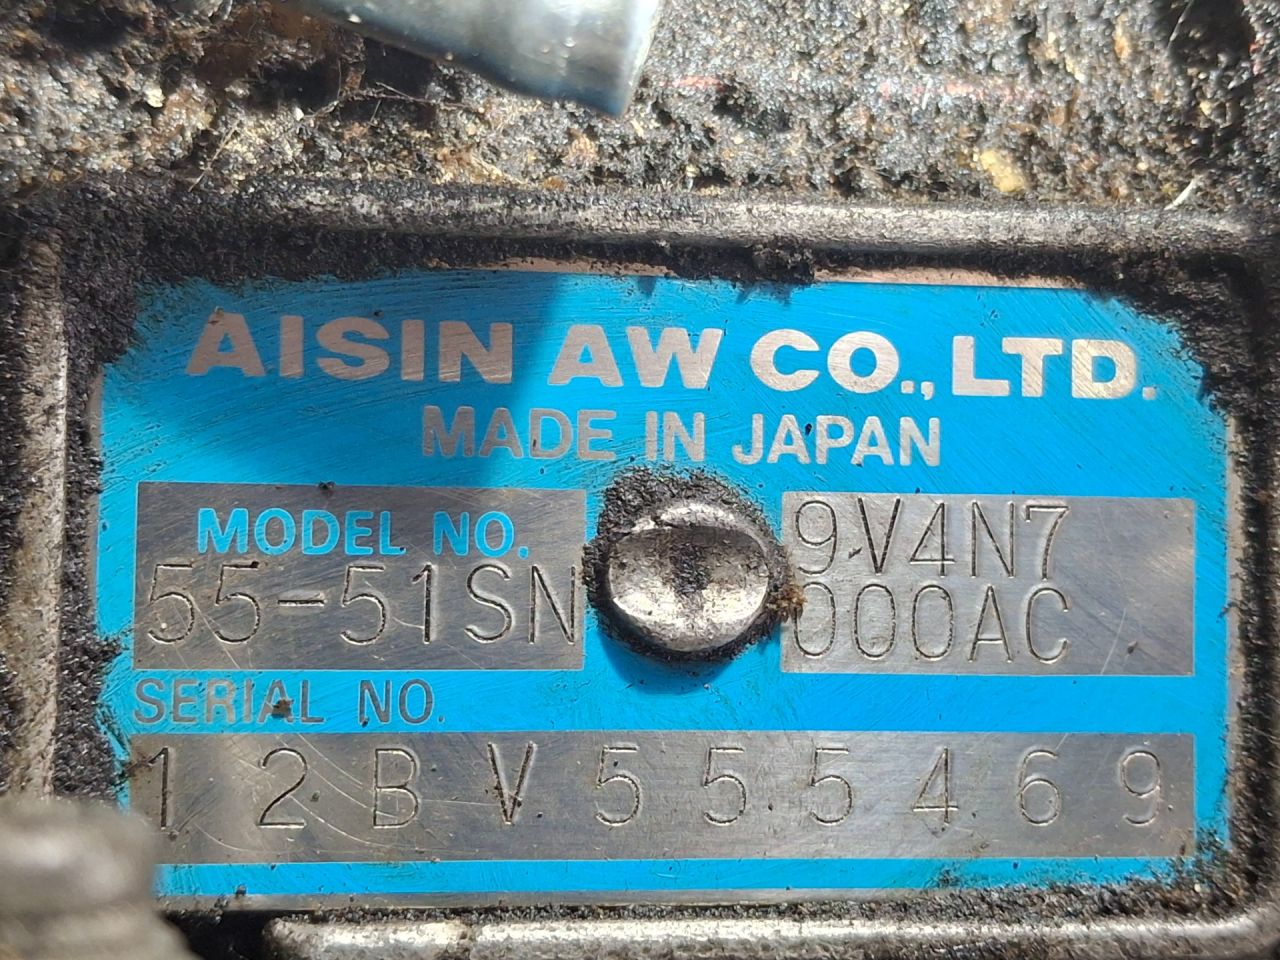 AISIN AW CO., LTD.
MADE IN JAPAN
MODEL NO.
55-51SN
9V4N7
000AC
SERIAL NO.
12BV555469